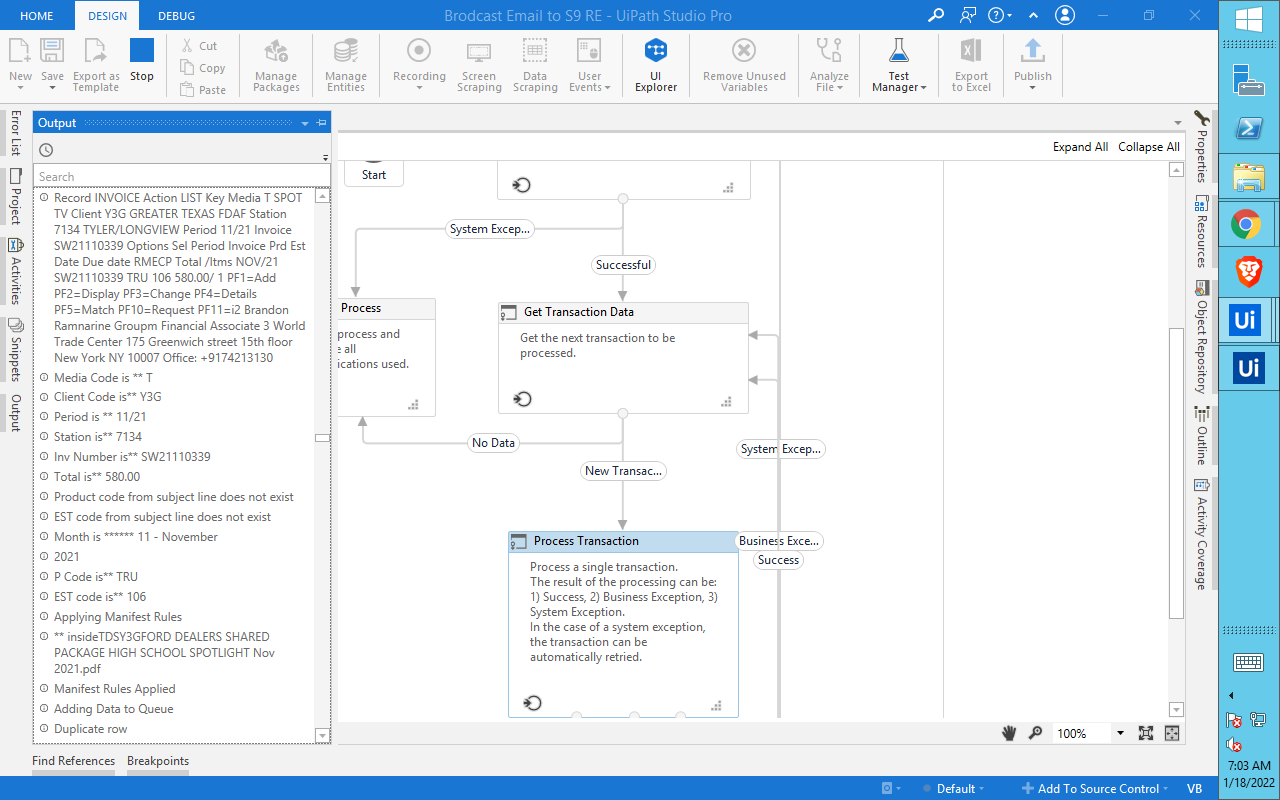 HOME
DESIGN
DEBUG
Brodcast Email to S9 RE - UiPath Studio Pro
New
Save
Export as
Template
Stop
Cut
Copy
Paste
Manage
Packages
Manage
Entities
Recording
Screen
Scraping
Data
Scraping
User
Events
UI
Explorer
Remove Unused
Variables
Analyze
File
Test
Manager
Export
to Excel
Publish
Error List
Project
Activities
Snippets
Output
Output
Search
Record INVOICE Action LIST Key Media T SPOT
TV Client Y3G GREATER TEXAS FDAF Station
7134 TYLER/LONGVIEW Period 11/21 Invoice
SW21110339 Options Sel Period Invoice Prd Est
Date Due date RMECP Total /Itms NOV/21
SW21110339 TRU 106 580.00/ 1 PF1=Add
PF2=Display PF3=Change PF4=Details
PF5=Match PF10=Request PF11=i2 Brandon
Ramnarine Groupm Financial Associate 3 World
Trade Center 175 Greenwich street 15th floor
New York NY 10007 Office: +9174213130
Media Code is ** T
Client Code is** Y3G
Period is ** 11/21
Station is** 7134
Inv Number is** SW21110339
Total is** 580.00
Product code from subject line does not exist
EST code from subject line does not exist
Month is ****** 11 - November
2021
P Code is** TRU
EST code is** 106
Applying Manifest Rules
** insideTDSY3GFORD DEALERS SHARED
PACKAGE HIGH SCHOOL SPOTLIGHT Nov
2021.pdf
Manifest Rules Applied
Adding Data to Queue
Duplicate row
Find References
Breakpoints
Expand All
Collapse All
Start
System Excep...
Successful
Process
process and
e all
ications used.
Get Transaction Data
Get the next transaction to be
processed.
No Data
System Excep...
New Transac...
Process Transaction
Business Exce...
Success
Process a single transaction.
The result of the processing can be:
1) Success, 2) Business Exception, 3)
System Exception.
In the case of a system exception,
the transaction can be
automatically retried.
100%
Properties
Resources
Object Repository
Outline
Activity Coverage
Default
Add To Source Control
VB
Ui
Ui
7:03 AM
1/18/2022